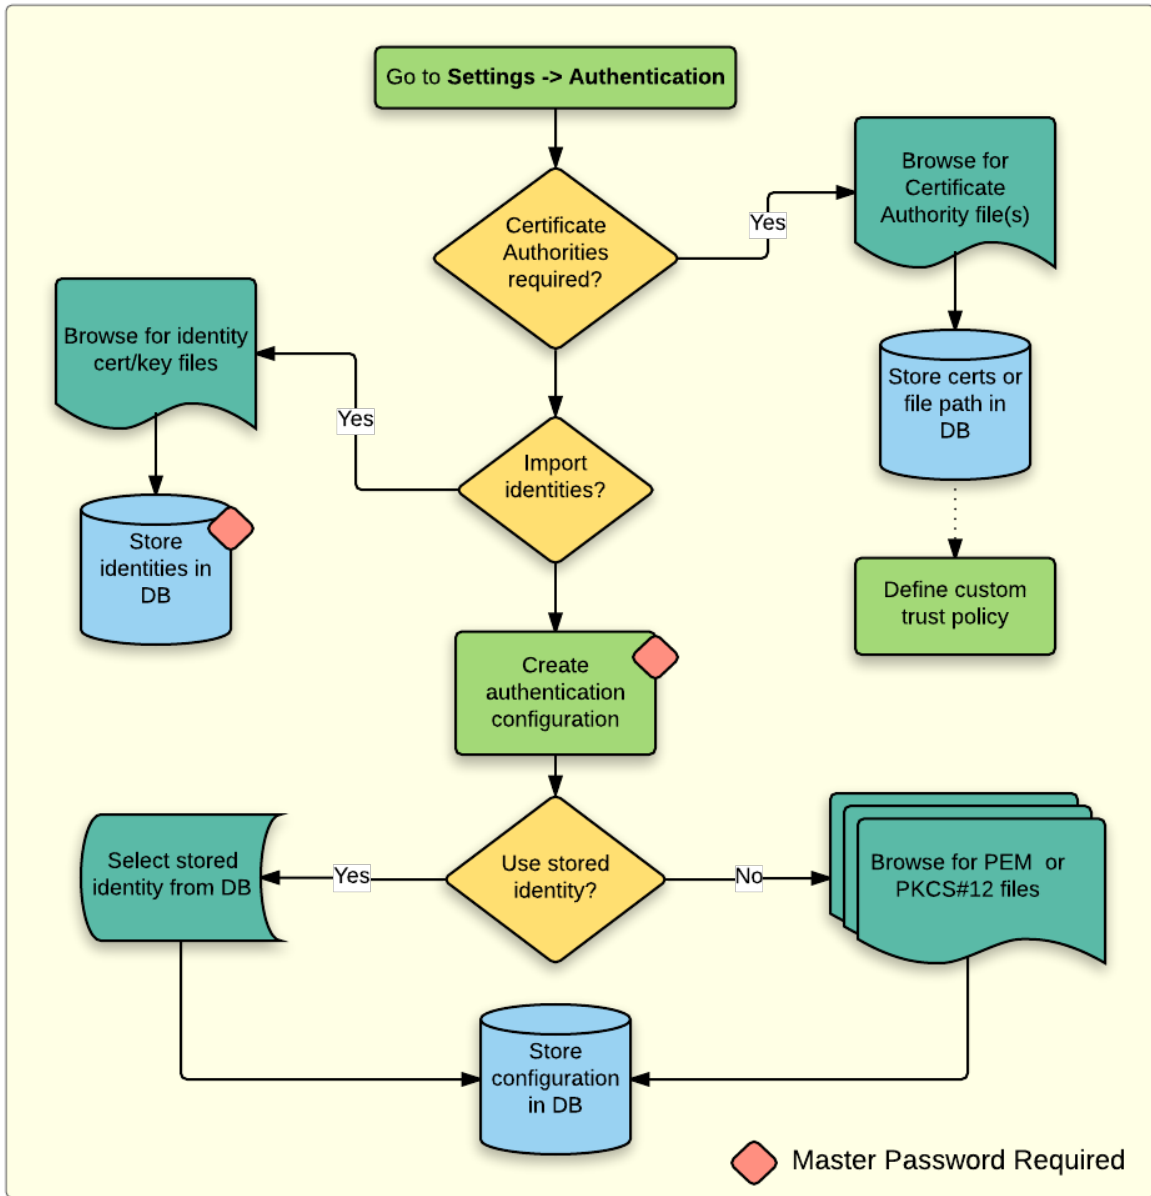 Go to Settings -> Authentication
Certificate
Authorities
required?
Yes
Browse for
Certificate
Authority file(s)
Store certs or
file path in
DB
Define custom
trust policy
Import
identities?
Yes
Browse for identity
cert/key files
Store
identities in
DB
Create
authentication
configuration
Use stored
identity?
Yes
Select stored
identity from DB
No
Browse for PEM or
PKCS#12 files
Store
configuration
in DB
Master Password Required